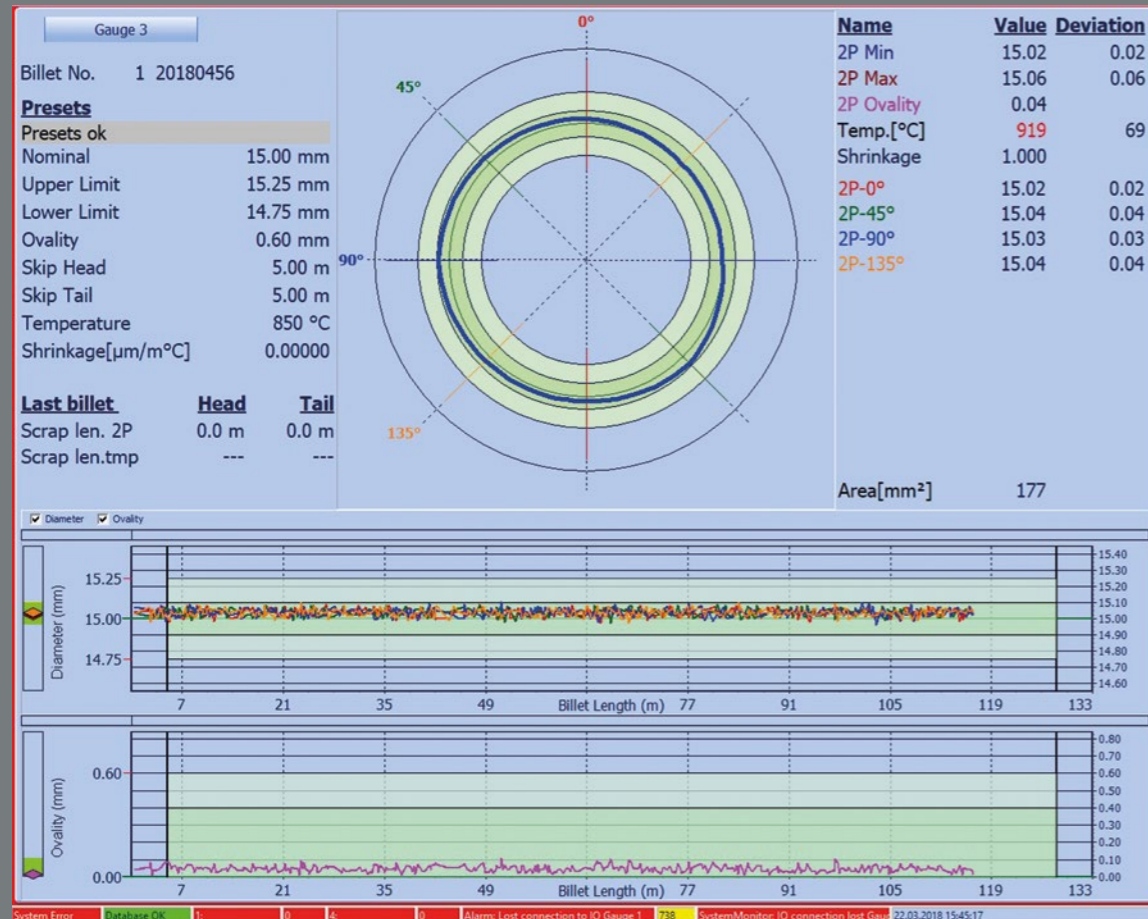 Gauge 3
Billet No. 1 20180456
Presets
Presets ok
Nominal 15.00 mm
Upper Limit 15.25 mm
Lower Limit 14.75 mm
Ovality 0.60 mm
Skip Head 5.00 m
Skip Tail 5.00 m
Temperature 850 °C
Shrinkage[µm/m°C] 0.00000
Last billet Head Tail
Scrap len. 2P 0.0 m 0.0 m
Scrap len.tmp --- ---
0°
45°
90°
135°
Name Value Deviation
2P Min 15.02 0.02
2P Max 15.06 0.06
2P Ovality 0.04
Temp.[°C] 919 69
Shrinkage 1.000
2P-0° 15.02 0.02
2P-45° 15.04 0.04
2P-90° 15.03 0.03
2P-135° 15.04 0.04
Area[mm²] 177
Diameter Ovality
Diameter (mm)
15.25
15.00
14.75
15.40
15.30
15.20
15.10
15.00
14.90
14.80
14.70
14.60
7 21 35 49 Billet Length (m) 77 91 105 119 133
Ovality (mm)
0.60
0.00
0.80
0.70
0.60
0.50
0.40
0.30
0.20
0.10
0.00
7 21 35 49 Billet Length (m) 77 91 105 119 133
System Error Database OK 1: 0 4: 0 Alarm: Lost connection to IO Gauge 1 738 SystemMonitor: IO connection lost Gau 22.03.2018 15:45:17